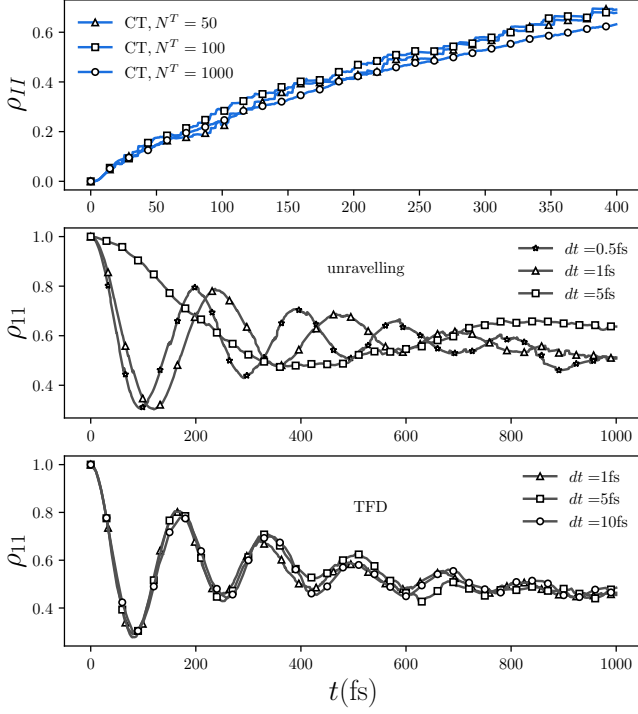 0.6
0.4
0.2
0.0
ρ_II
CT, N^T = 50
CT, N^T = 100
CT, N^T = 1000
0 50 100 150 200 250 300 350 400
1.0
0.8
0.6
0.4
ρ_11
unravelling
dt =0.5fs
dt =1fs
dt =5fs
0 200 400 600 800 1000
1.0
0.8
0.6
0.4
ρ_11
TFD
dt =1fs
dt =5fs
dt =10fs
0 200 400 600 800 1000
t(fs)